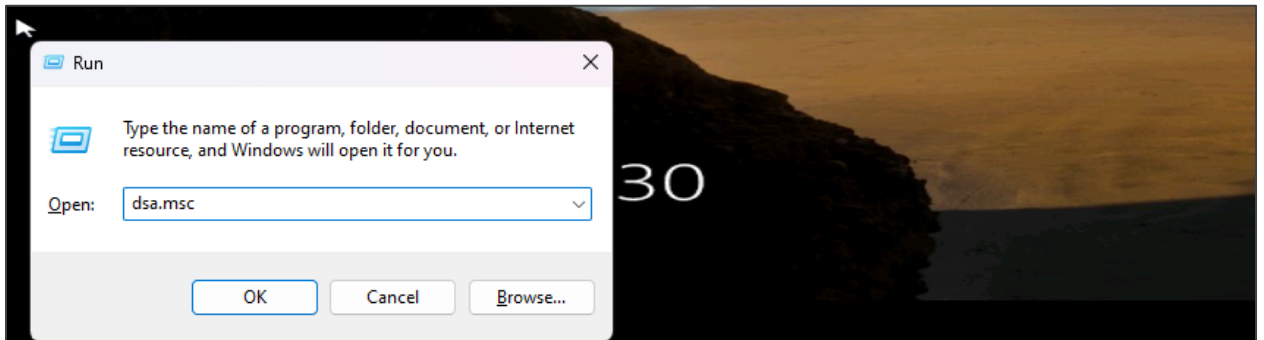 Run
Type the name of a program, folder, document, or Internet
resource, and Windows will open it for you.
Open:
dsa.msc
30
OK
Cancel
Browse...